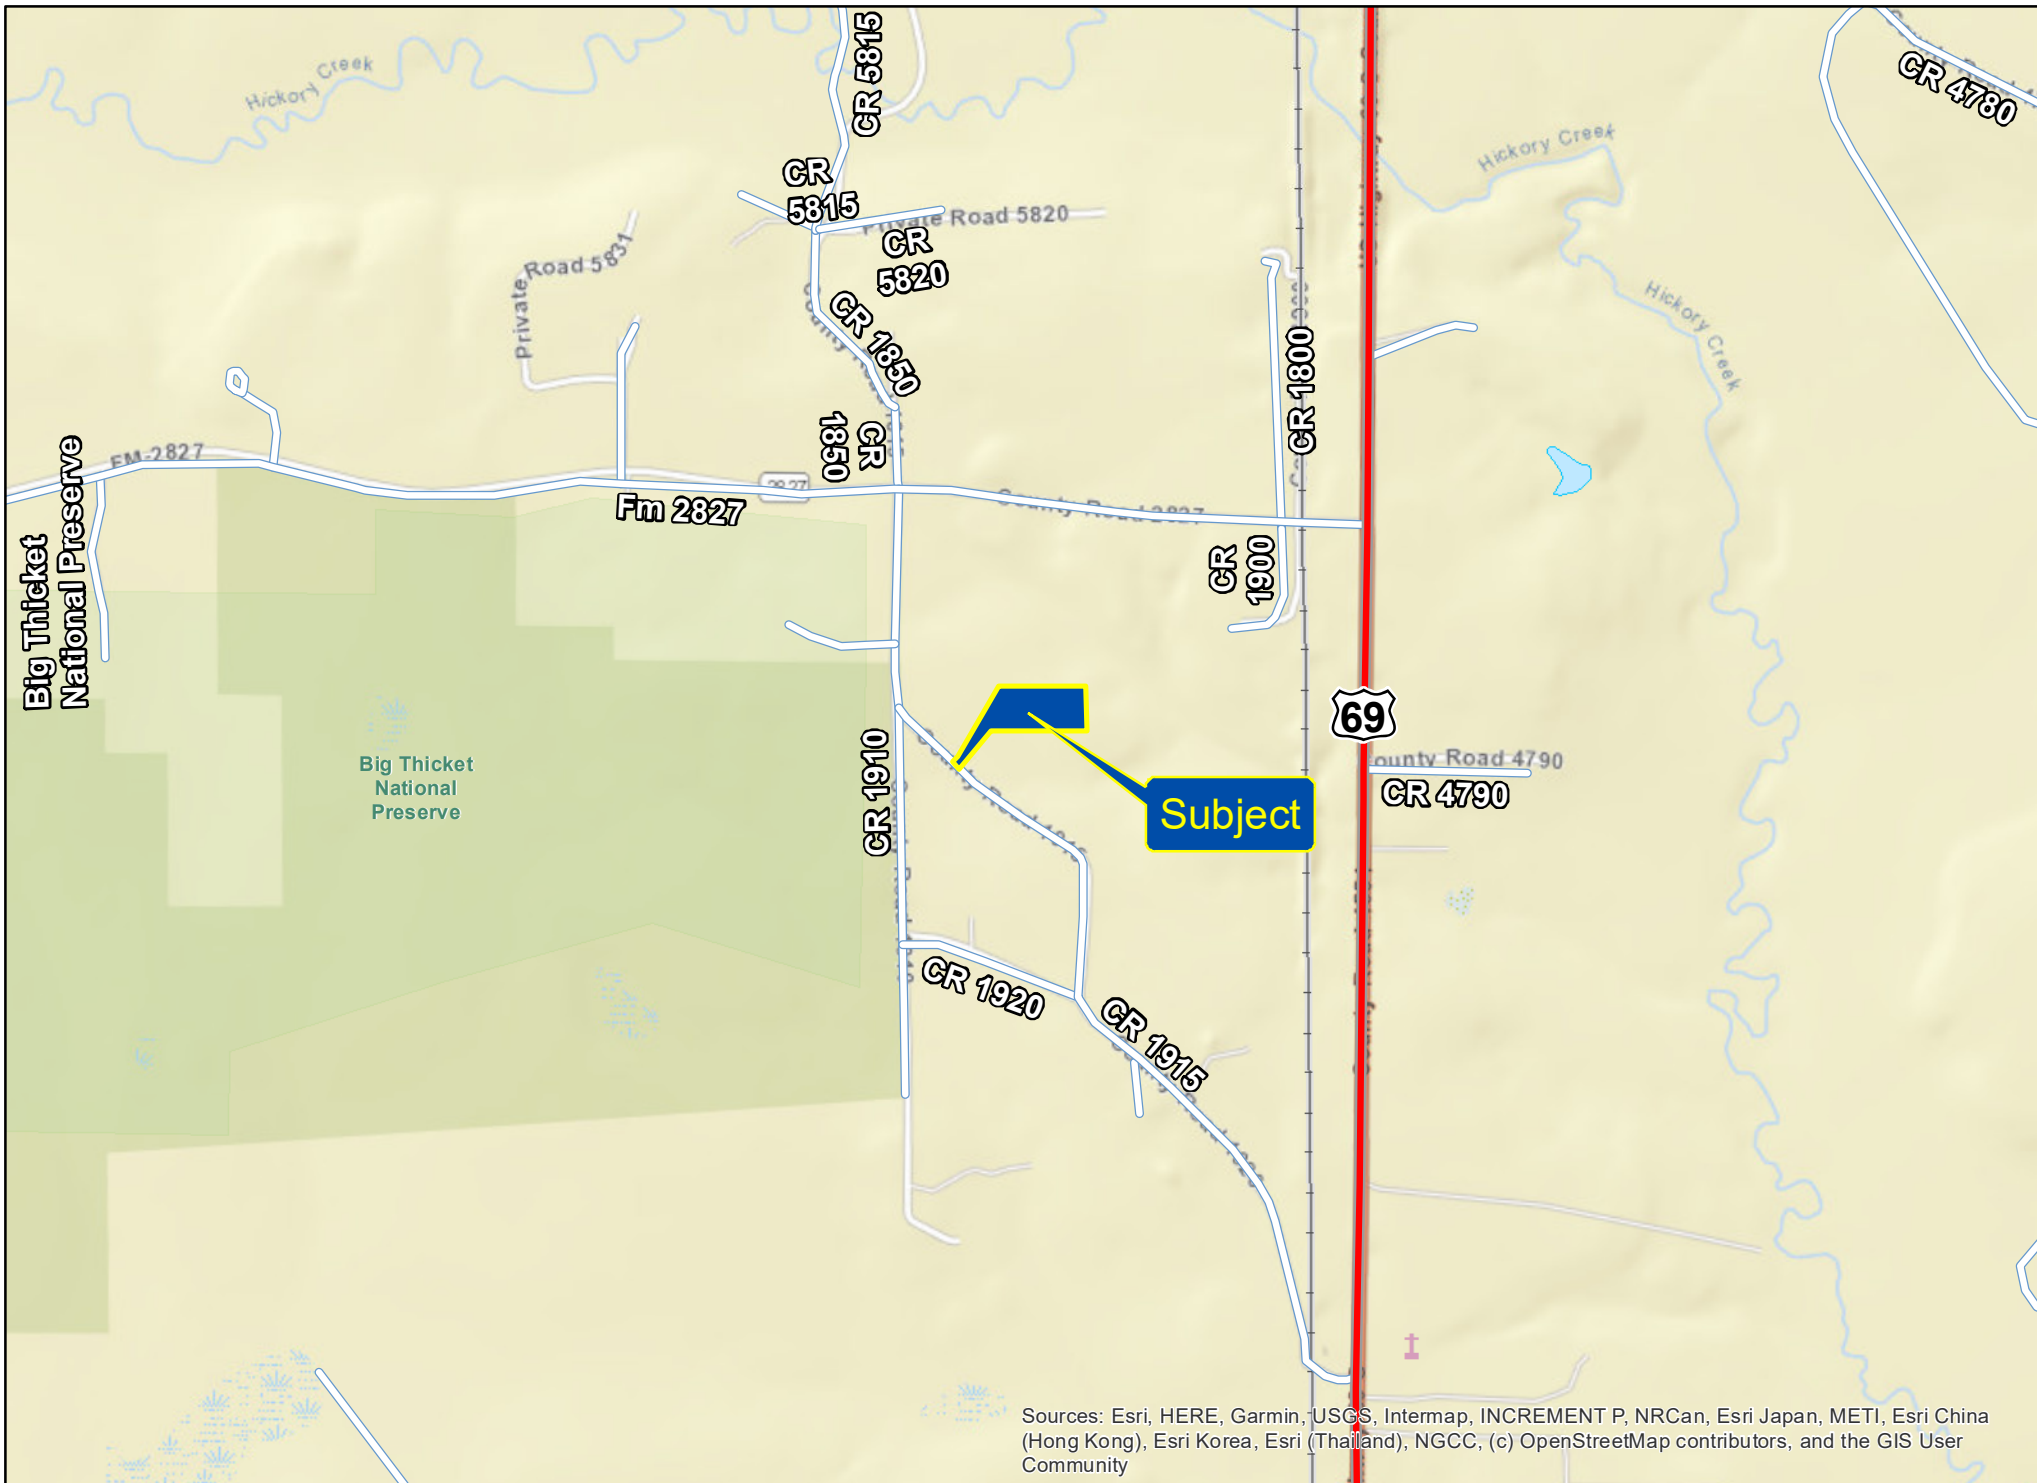 CR 5815
Hickory Creek
CR 4780
Hickory Creek
CR
5815
Private Road 5820
CR
5820
Private Road 5831
Hickory Creek
CR 1850
CR 1800
CR
1850
FM-2827
Fm 2827
County Road 2827
CR
1900
Big Thicket
National Preserve
69
Big Thicket
National
Preserve
CR 1910
Subject
County Road 4790
CR 4790
CR 1920
CR 1915
Sources: Esri, HERE, Garmin, USGS, Intermap, INCREMENT P, NRCan, Esri Japan, METI, Esri China
(Hong Kong), Esri Korea, Esri (Thailand), NGCC, (c) OpenStreetMap contributors, and the GIS User
Community